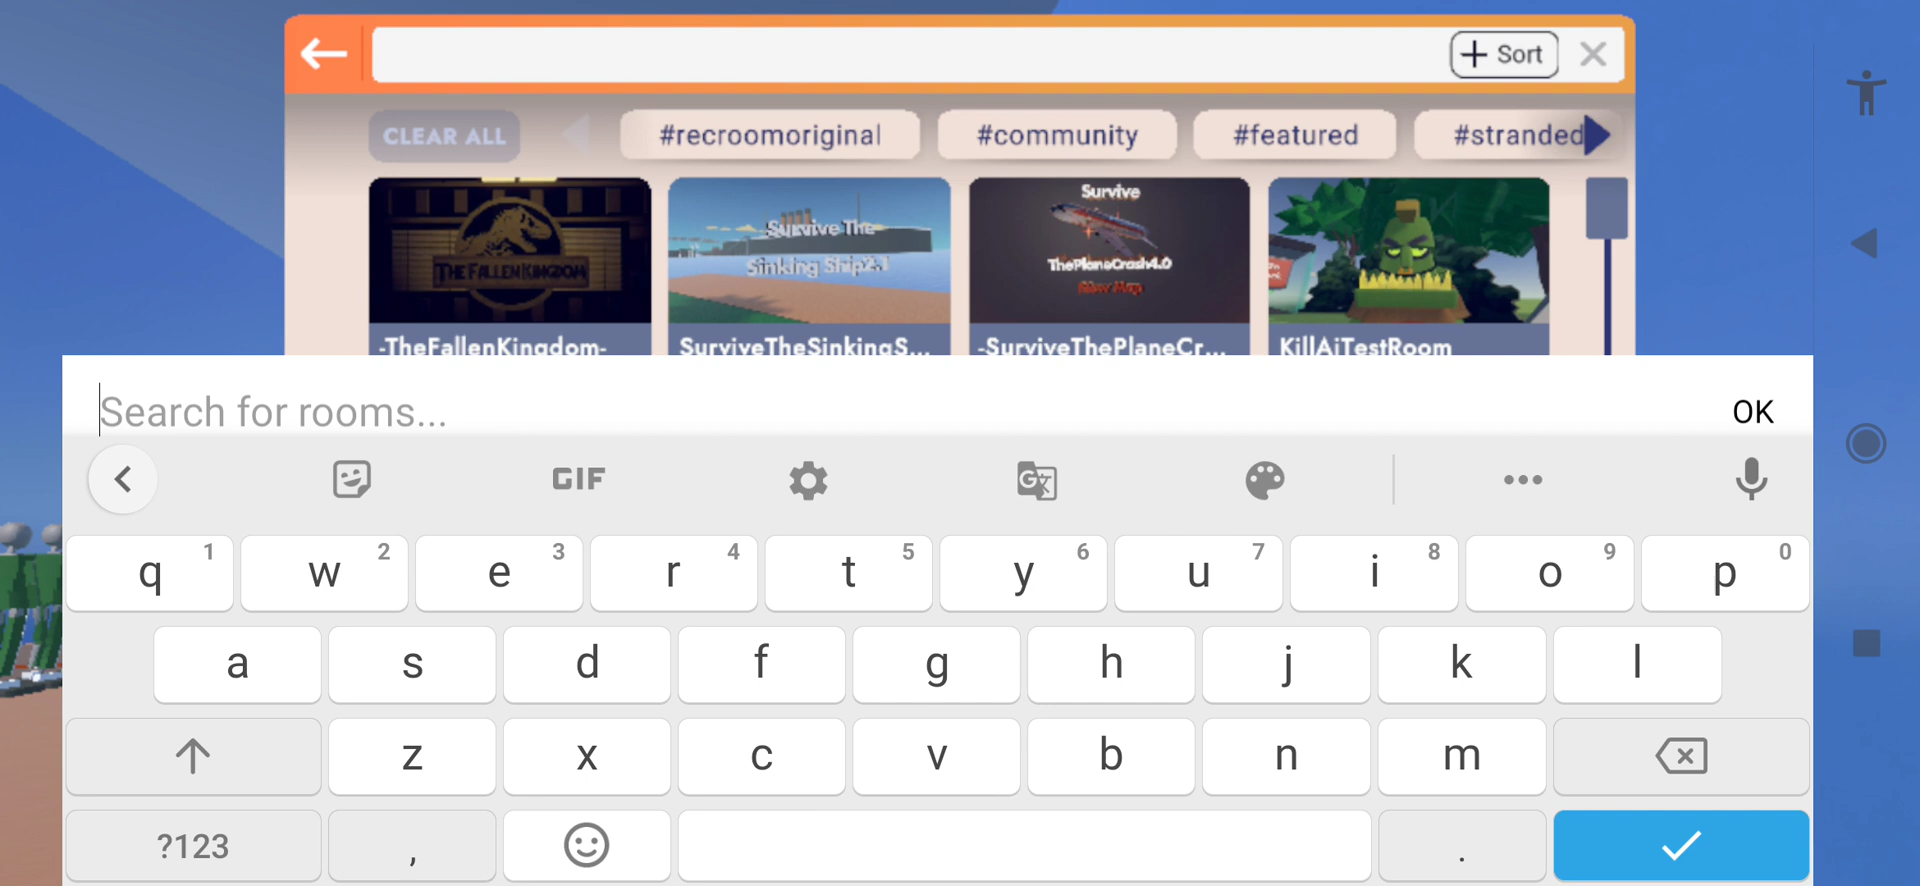 + Sort
CLEAR ALL
#recroomoriginal
#community
#featured
#stranded
THE FALLEN KINGDOM
Survive The
Sinking Ship2.1
Survive
ThePlaneCrash4.0
New Map
-TheFallenKingdom-
SurviveTheSinkingS...
-SurviveThePlaneCr...
KillAiTestRoom
Search for rooms...
OK
GIF
q 1 w 2 e 3 r 4 t 5 y 6 u 7 i 8 o 9 p 0
a s d f g h j k l
z x c v b n m
?123 , .